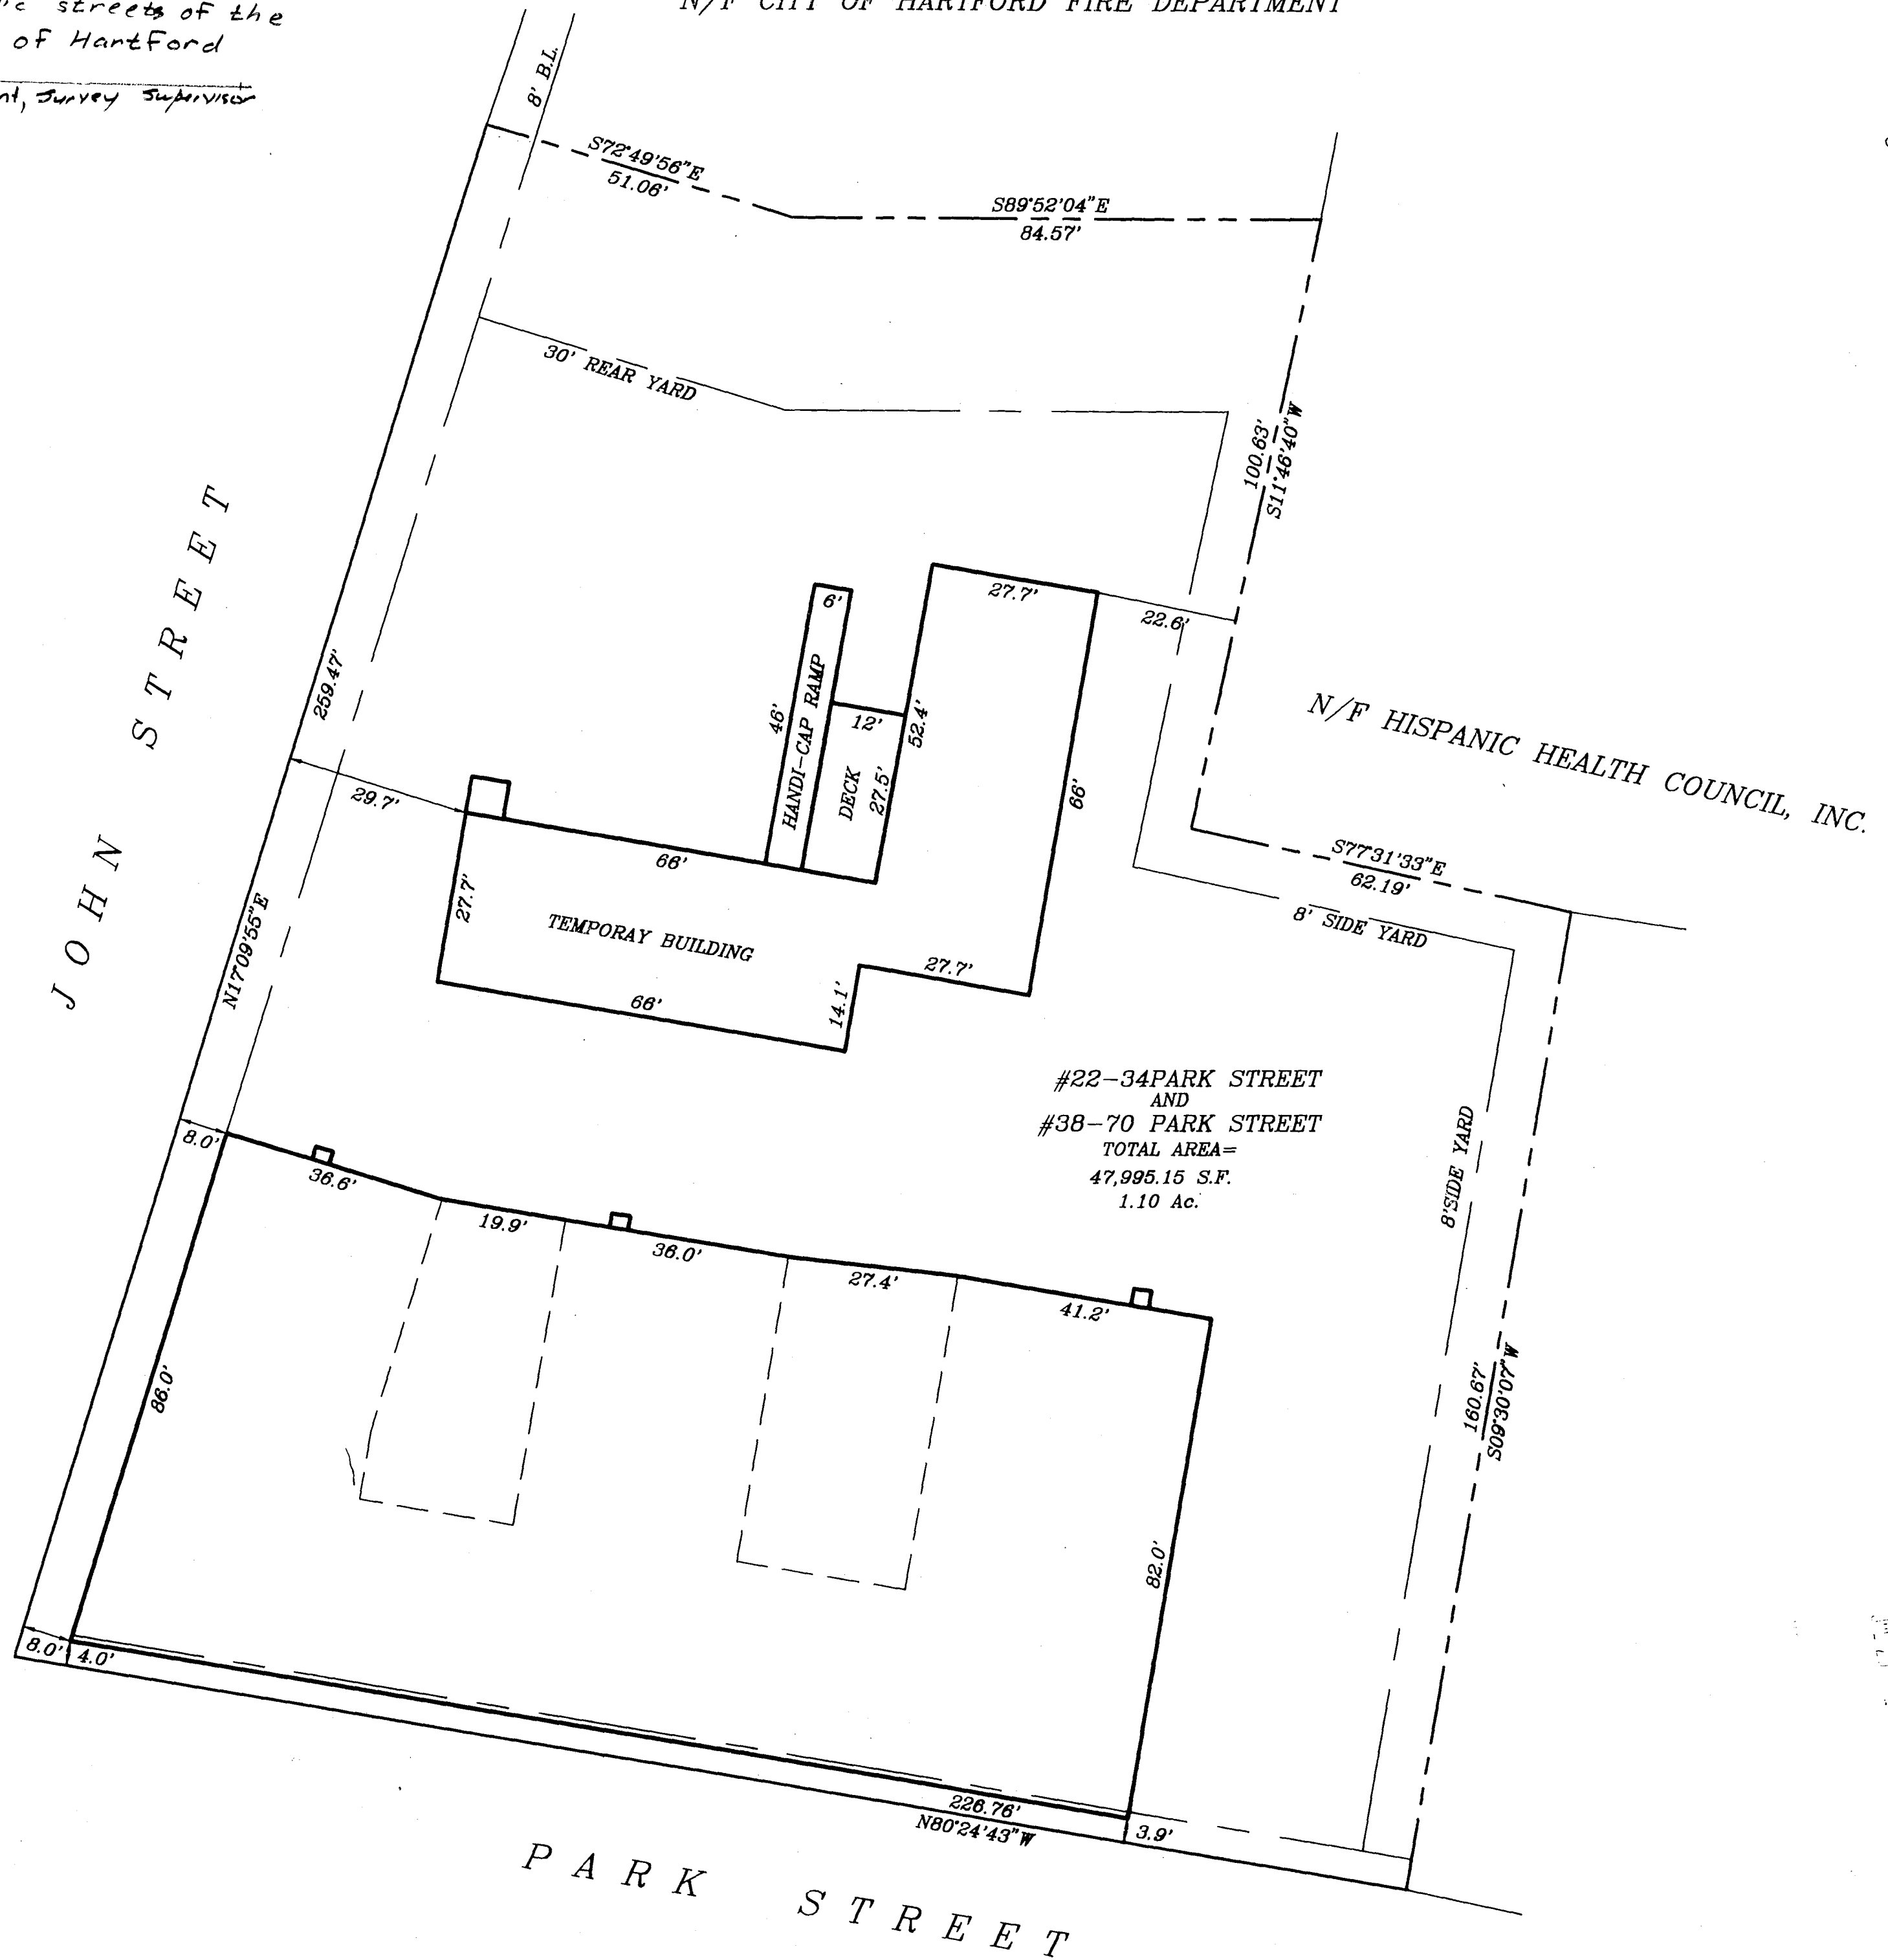 streets of the
of Hartford
Survey Supervisor
N/F CITY OF HARTFORD FIRE DEPARTMENT
8' B.L.
S72°49'56"E
51.06'
S89°52'04"E
84.57'
30' REAR YARD
100.63'
S11°46'40"W
JOHN STREET
259.47'
N17°09'55"E
6'
27.7'
22.6'
46'
HANDI-CAP RAMP
12'
DECK
27.5'
52.4'
66'
29.7'
66'
27.7'
TEMPORAY BUILDING
66'
14.1'
27.7'
N/F HISPANIC HEALTH COUNCIL, INC.
S77°31'33"E
62.19'
8' SIDE YARD
#22-34PARK STREET
AND
#38-70 PARK STREET
TOTAL AREA=
47,995.15 S.F.
1.10 Ac.
8'SIDE YARD
8.0'
36.6'
19.9'
36.0'
27.4'
41.2'
86.0'
82.0'
160.67'
S09°30'07"W
8.0'
4.0'
226.76'
N80°24'43"W
3.9'
PARK STREET